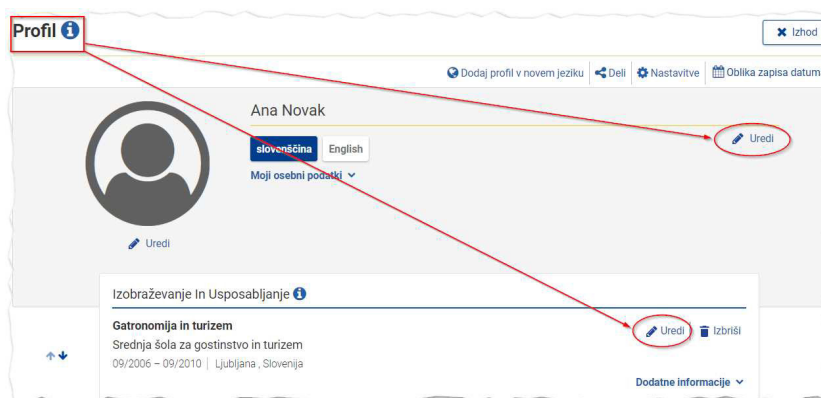 Profil
Izhod
Dodaj profil v novem jeziku Deli Nastavitve Oblika zapisa datum
Ana Novak
Uredi
slovenščina English
Moji osebni podatki
Uredi
Izobraževanje In Usposabljanje
Gatronomija in turizem
Uredi Izbriši
Srednja šola za gostinstvo in turizem
09/2006 – 09/2010 | Ljubljana , Slovenija
Dodatne informacije